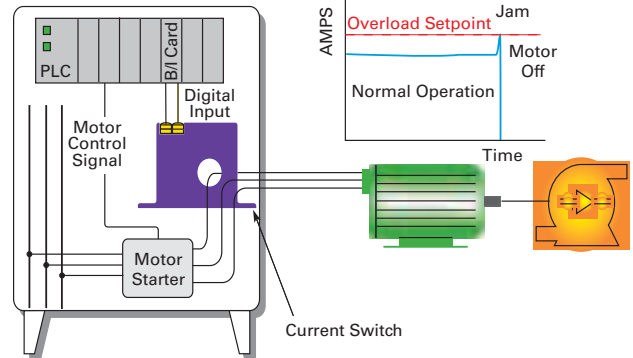 PLC
B/I Card
Digital
Input
Motor
Control
Signal
Motor
Starter
Current Switch
AMPS
Overload Setpoint
Jam
Motor
Off
Normal Operation
Time